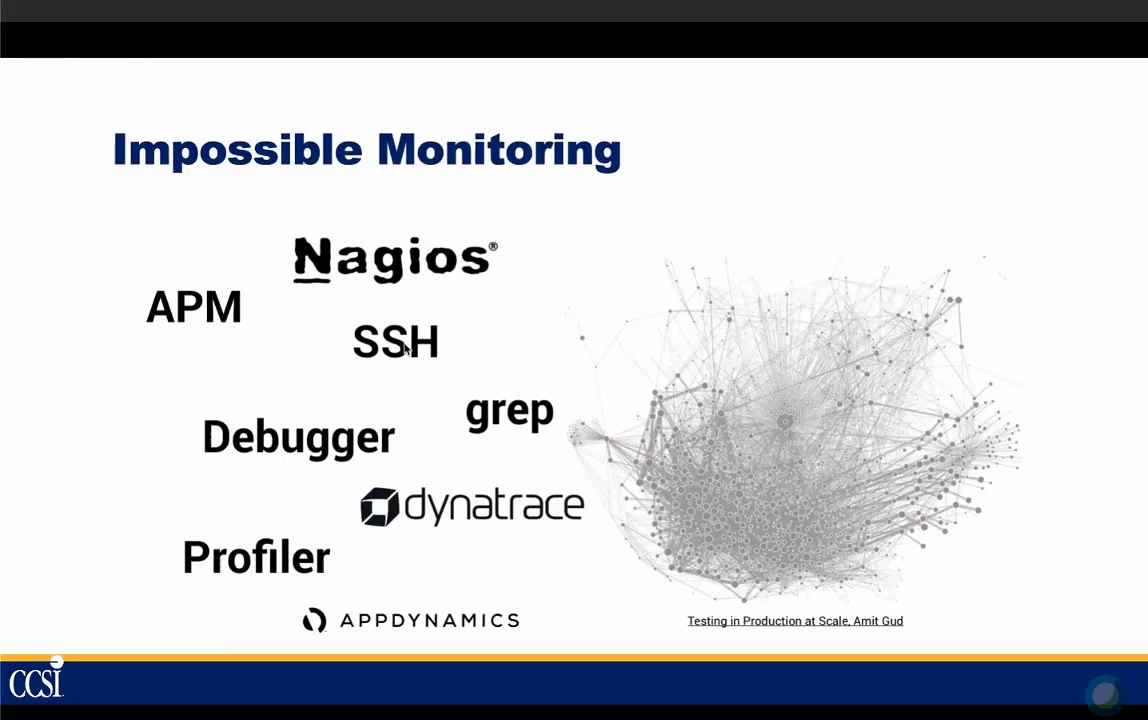 Impossible Monitoring
Nagios®
APM
SSH
grep
Debugger
dynatrace
Profiler
APPDYNAMICS
Testing in Production at Scale, Amit Gud
CCSI